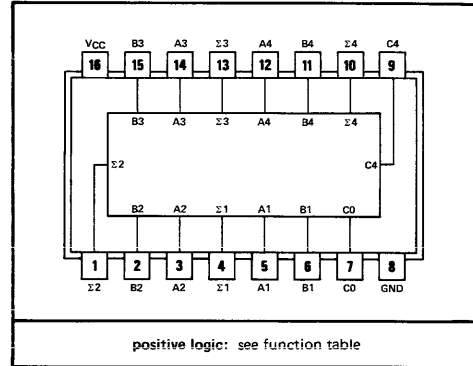 VCC B3 A3 Σ3 A4 B4 Σ4 C4
16 15 14 13 12 11 10 9
B3 A3 Σ3 A4 B4 Σ4
Σ2 C4
B2 A2 Σ1 A1 B1 C0
1 2 3 4 5 6 7 8
Σ2 B2 A2 Σ1 A1 B1 C0 GND
positive logic: see function table